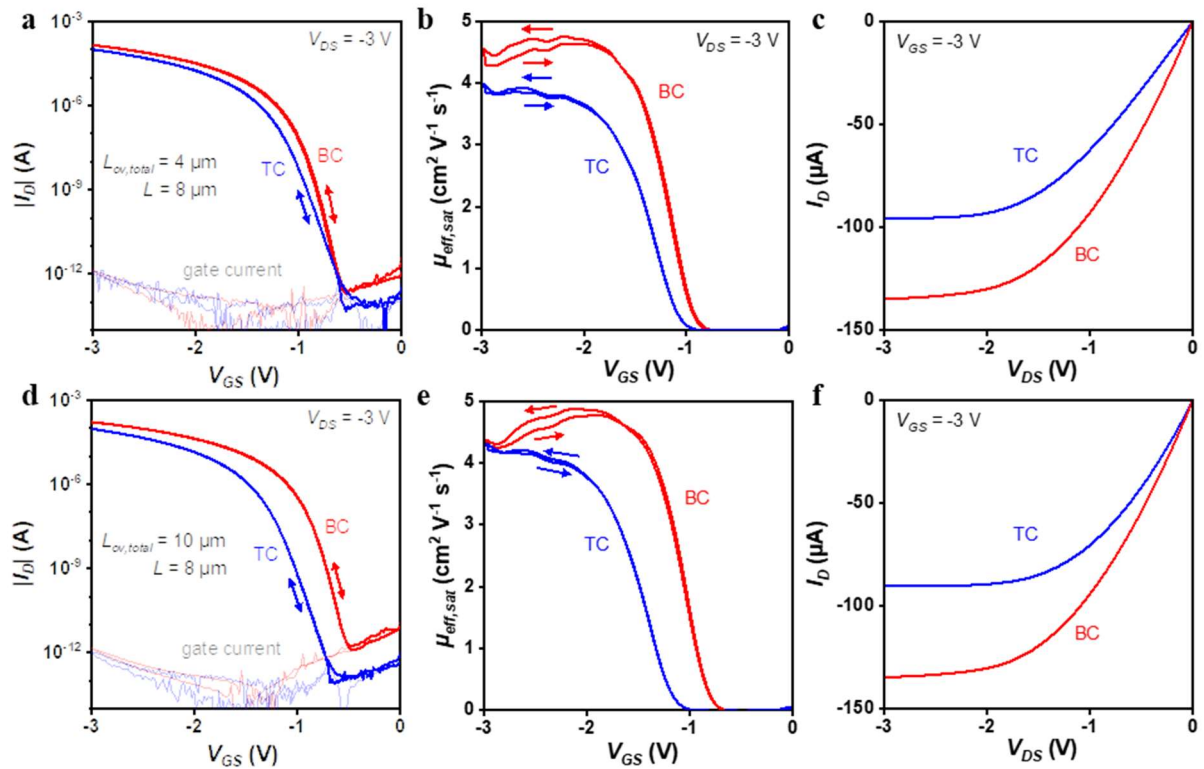 a
10⁻³
10⁻⁶
10⁻⁹
10⁻¹²
|I_D| (A)
V_DS = -3 V
L_ov,total = 4 µm
L = 8 µm
TC
BC
gate current
-3
-2
-1
0
V_GS (V)
b
5
4
3
2
1
0
µ_eff,sat (cm² V⁻¹ s⁻¹)
V_DS = -3 V
BC
TC
-3
-2
-1
0
V_GS (V)
c
0
-50
-100
-150
I_D (µA)
V_GS = -3 V
TC
BC
-3
-2
-1
0
V_DS (V)
d
10⁻³
10⁻⁶
10⁻⁹
10⁻¹²
|I_D| (A)
V_DS = -3 V
L_ov,total = 10 µm
L = 8 µm
TC
BC
gate current
-3
-2
-1
0
V_GS (V)
e
5
4
3
2
1
0
µ_eff,sat (cm² V⁻¹ s⁻¹)
BC
TC
-3
-2
-1
0
V_GS (V)
f
0
-50
-100
-150
I_D (µA)
V_GS = -3 V
TC
BC
-3
-2
-1
0
V_DS (V)